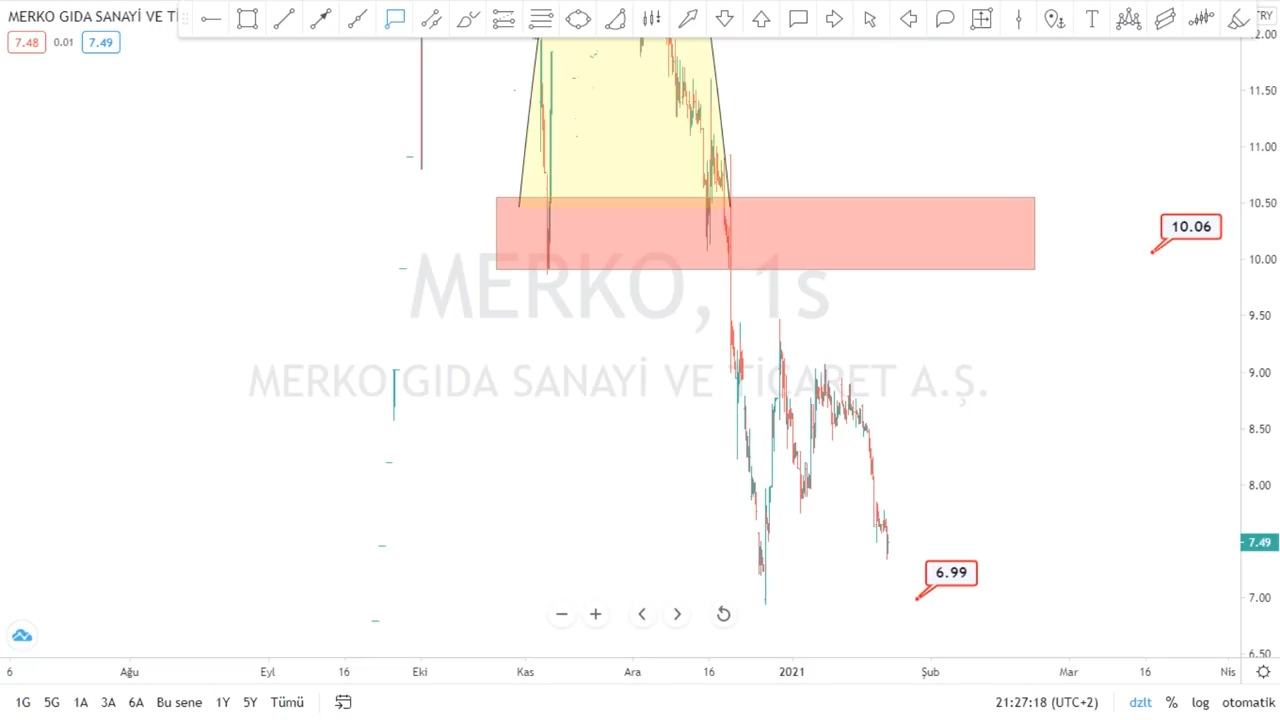 MERKO GIDA SANAYİ VE Tİ
7.48 0.01 7.49
TRY
12.00
11.50
11.00
10.50
10.06
10.00
MERKO, 1s
9.50
MERKO GIDA SANAYİ VE TİCARET A.Ş.
9.00
8.50
8.00
7.49
6.99
7.00
6.50
6 Ağu Eyl 16 Eki Kas Ara 16 2021 Şub Mar 16 Nis
1G 5G 1A 3A 6A Bu sene 1Y 5Y Tümü 21:27:18 (UTC+2) dzlt % log otomatik